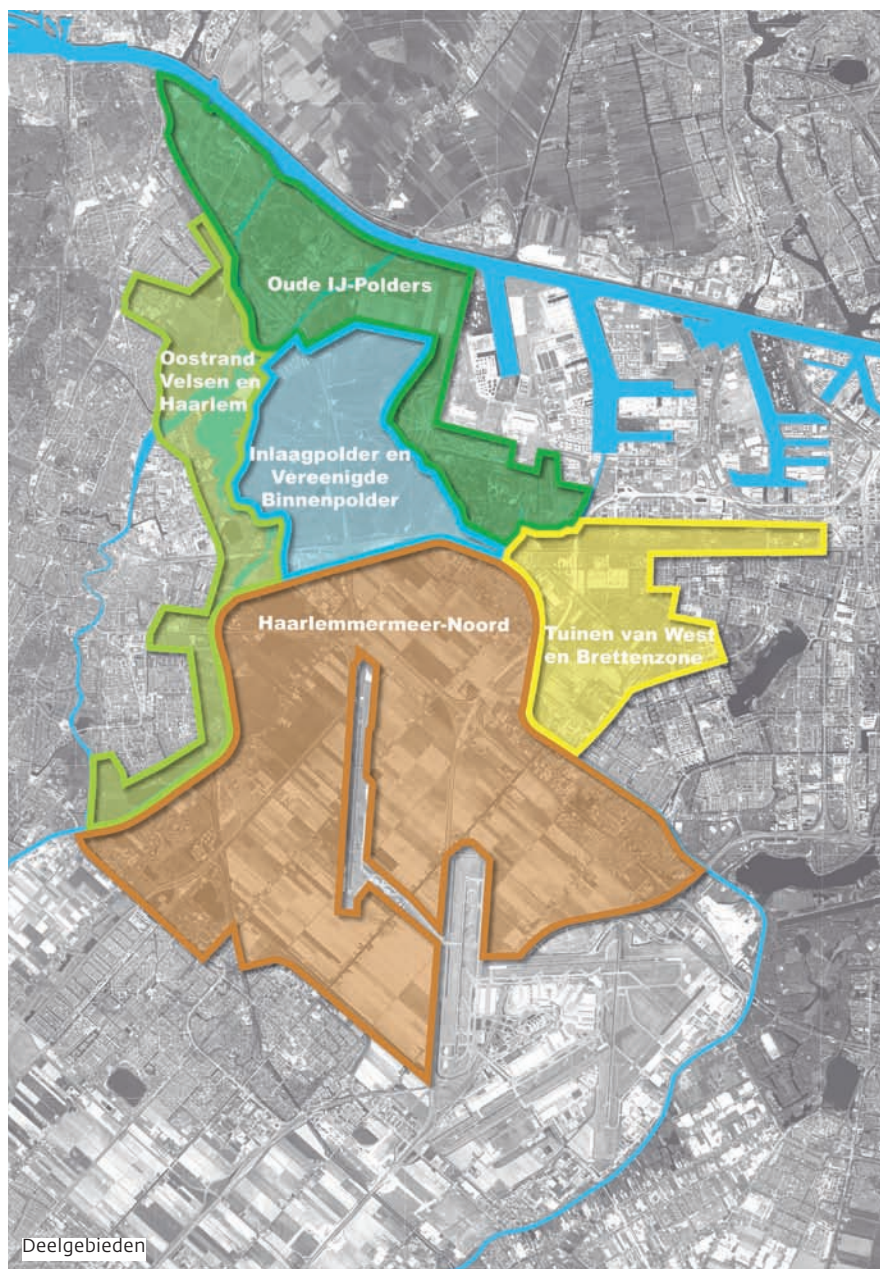 Oude IJ-Polders
Oostrand
Velsen en
Haarlem
Inlaagpolder en
Vereenigde
Binnenpolder
Haarlemmermeer-Noord
Tuinen van West
en Brettenzone
Deelgebieden